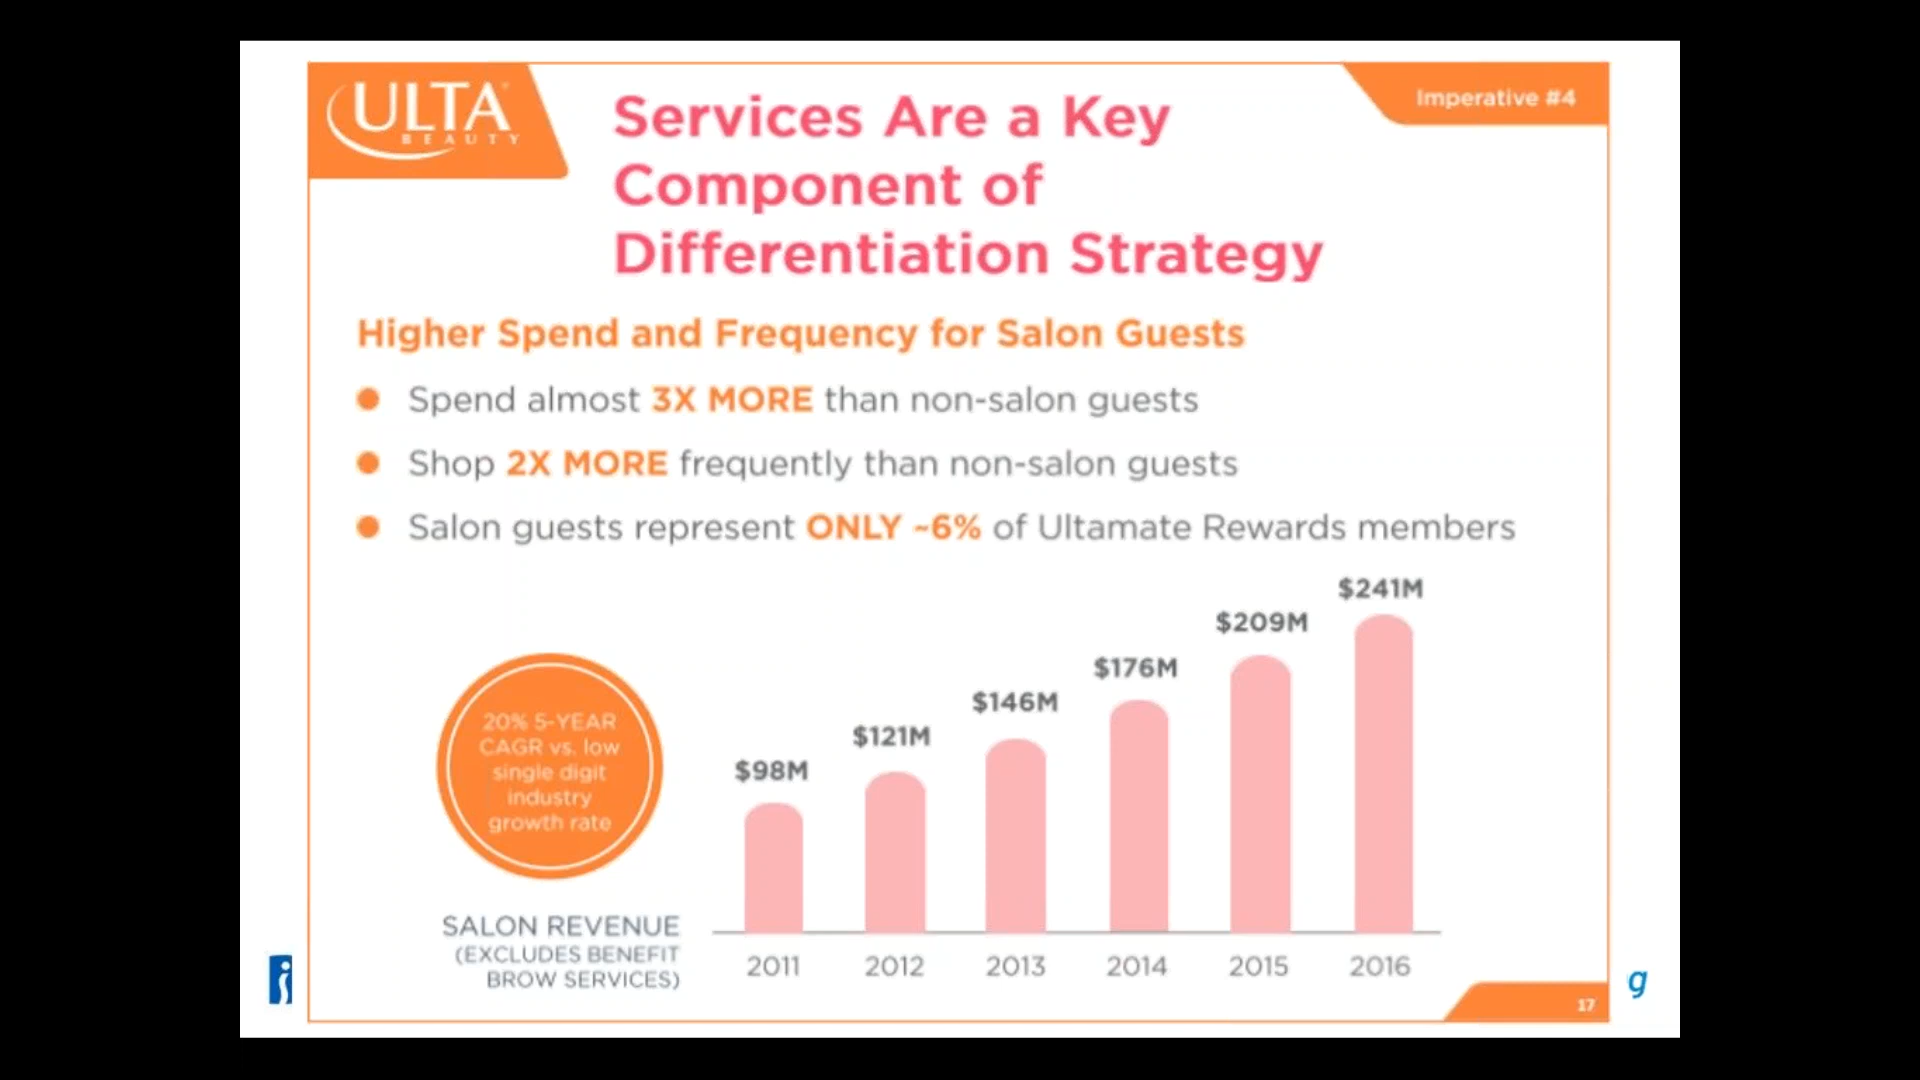 ULTA
BEAUTY
Imperative #4
Services Are a Key
Component of
Differentiation Strategy
Higher Spend and Frequency for Salon Guests
Spend almost 3X MORE than non-salon guests
Shop 2X MORE frequently than non-salon guests
Salon guests represent ONLY ~6% of Ultamate Rewards members
20% 5-YEAR
CAGR vs. low
single digit
industry
growth rate
$98M
$121M
$146M
$176M
$209M
$241M
SALON REVENUE
(EXCLUDES BENEFIT
BROW SERVICES)
2011
2012
2013
2014
2015
2016
i
g
17